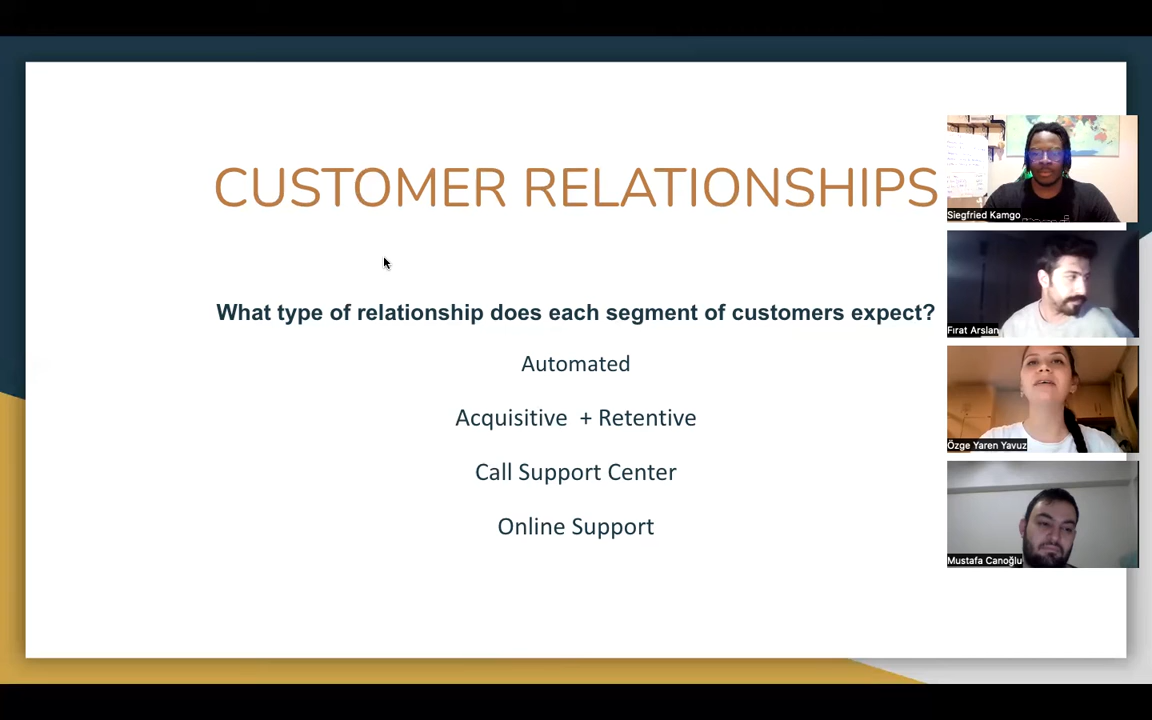 CUSTOMER RELATIONSHIPS
What type of relationship does each segment of customers expect?
Automated
Acquisitive + Retentive
Call Support Center
Online Support
Siegfried Kamgo
Fırat Arslan
Özge Yaren Yavuz
Mustafa Canoğlu